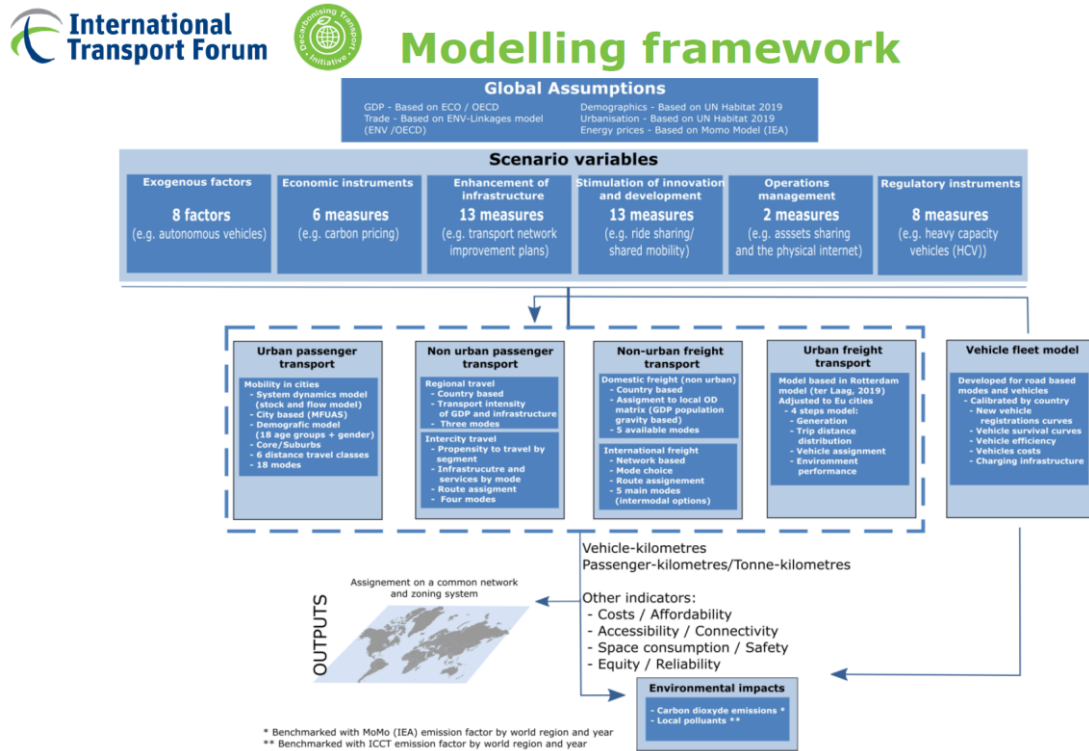 International
Transport Forum
Decarbonising Transport
Initiative
Modelling framework
Global Assumptions
GDP - Based on ECO / OECD
Trade - Based on ENV-Linkages model
(ENV /OECD)
Demographics - Based on UN Habitat 2019
Urbanisation - Based on UN Habitat 2019
Energy prices - Based on Momo Model (IEA)
Scenario variables
Exogenous factors
8 factors
(e.g. autonomous vehicles)
Economic instruments
6 measures
(e.g. carbon pricing)
Enhancement of
infrastructure
13 measures
(e.g. transport network
improvement plans)
Stimulation of innovation
and development
13 measures
(e.g. ride sharing/
shared mobility)
Operations
management
2 measures
(e.g. asssets sharing
and the physical internet)
Regulatory instruments
8 measures
(e.g. heavy capacity
vehicles (HCV))
Urban passenger
transport
Mobility in cities
- System dynamics model
(stock and flow model)
- City based (MFUAS)
- Demografic model
(18 age groups + gender)
- Core/Suburbs
- 6 distance travel classes
- 18 modes
Non urban passenger
transport
Regional travel
- Country based
- Transport intensity
of GDP and infrastructure
- Three modes
Intercity travel
- Propensity to travel by
segment
- Infrastrucutre and
services by mode
- Route assigment
- Four modes
Non-urban freight
transport
Domestic freight (non urban)
- Country based
- Assigment to local OD
matrix (GDP population
gravity based)
- 5 available modes
International freight
- Network based
- Mode choice
- Route assignement
- 5 main modes
(intermodal options)
Urban freight
transport
Model based in Rotterdam
model (ter Laag, 2019)
Adjusted to Eu cities
- 4 steps model:
- Generation
- Trip distance
distribution
- Vehicle assignment
- Environment
performance
Vehicle fleet model
Developed for road based
modes and vehicles
- Calibrated by country
- New vehicle
registrations curves
- Vehicle survival curves
- Vehicle efficiency
- Vehicles costs
- Charging infrastructure
Vehicle-kilometres
Passenger-kilometres/Tonne-kilometres
Other indicators:
- Costs / Affordability
- Accessibility / Connectivity
- Space consumption / Safety
- Equity / Reliability
OUTPUTS
Assignement on a common network
and zoning system
Environmental impacts
- Carbon dioxyde emissions *
- Local polluants **
* Benchmarked with MoMo (IEA) emission factor by world region and year
** Benchmarked with ICCT emission factor by world region and year